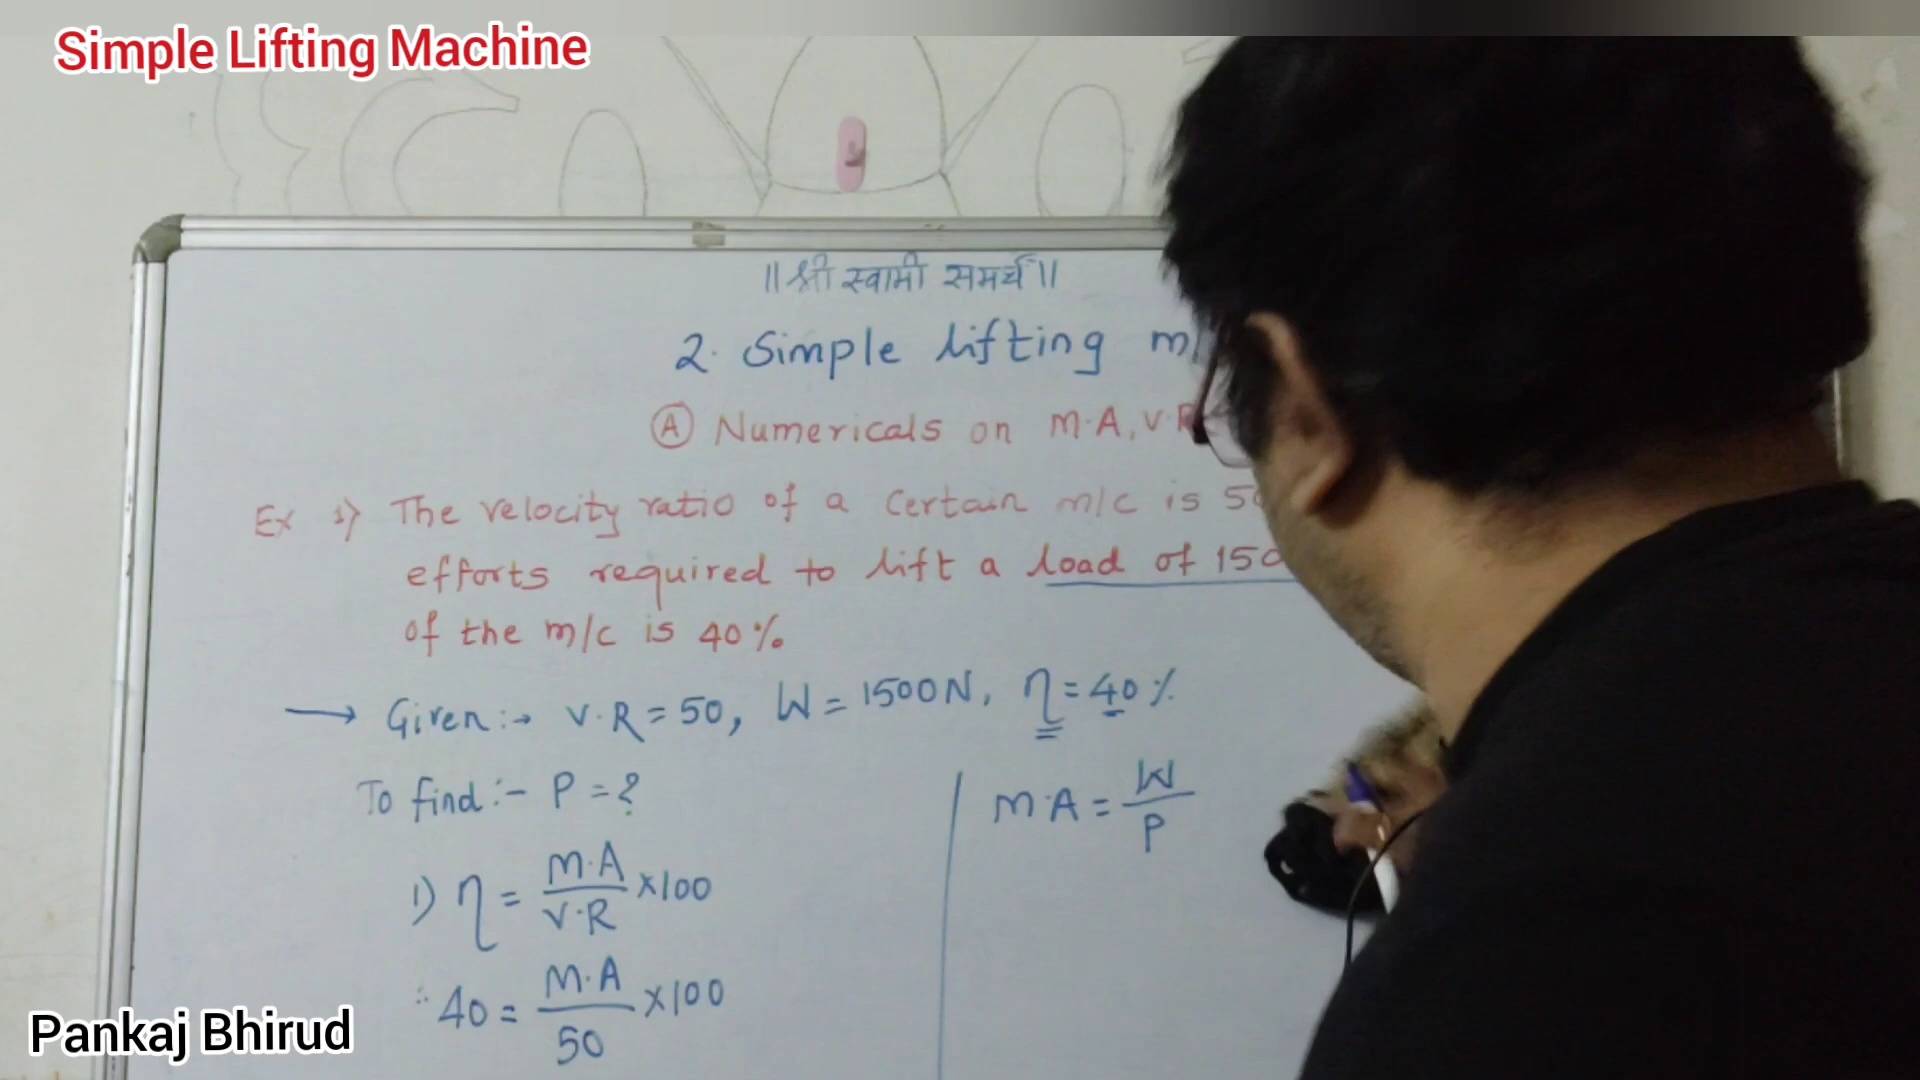 Simple Lifting Machine
॥ श्री स्वामी समर्थ ॥
2. Simple lifting m/
Ⓐ Numericals on M.A, V.R
Ex 1) The velocity ratio of a certain m/c is 50
efforts required to lift a load of 150
of the m/c is 40%.
→ Given:→ V.R = 50, W = 1500N, η = 40%
To find:- P = ?
1) η = M.A/V.R ×100
∴ 40 = M.A/50 ×100
M.A = W/P
Pankaj Bhirud